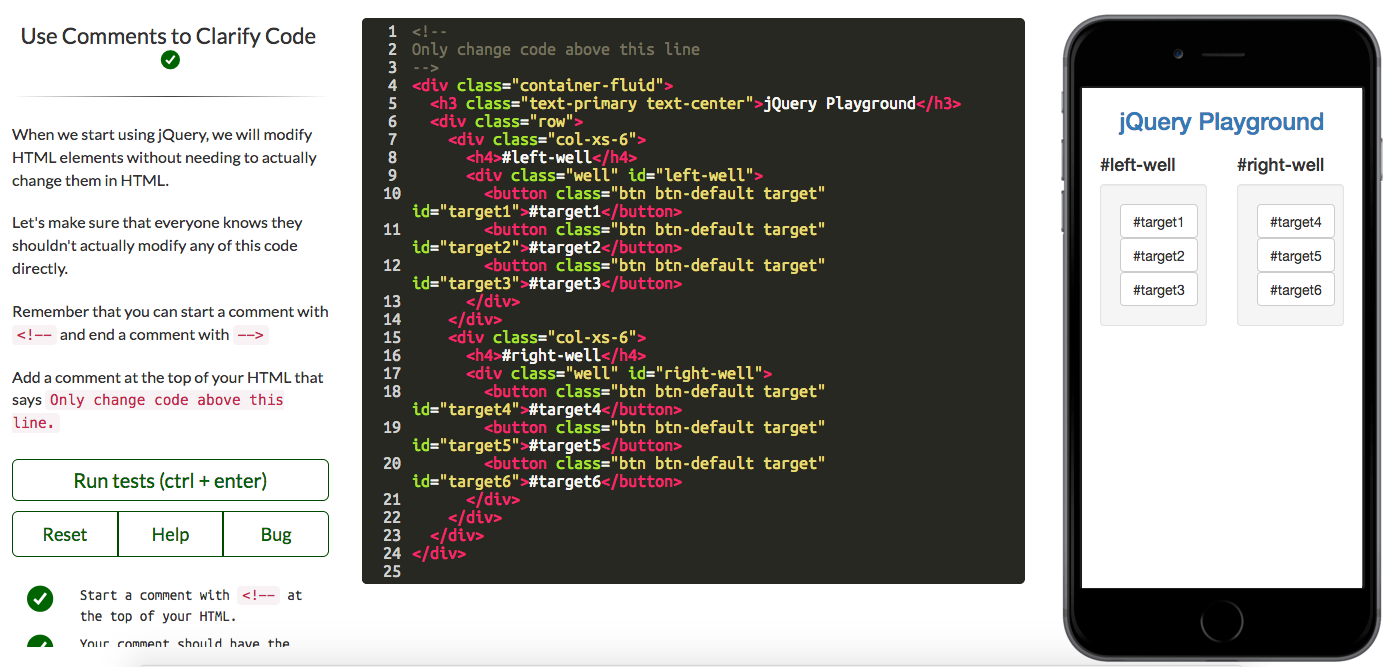 Use Comments to Clarify Code
When we start using jQuery, we will modify
HTML elements without needing to actually
change them in HTML.
Let's make sure that everyone knows they
shouldn't actually modify any of this code
directly.
Remember that you can start a comment with
<!-- and end a comment with -->
Add a comment at the top of your HTML that
says Only change code above this
line.
Run tests (ctrl + enter)
Reset Help Bug
Start a comment with <!-- at
the top of your HTML.
Your comment should have the
1 <!--
2 Only change code above this line
3 -->
4 <div class="container-fluid">
5 <h3 class="text-primary text-center">jQuery Playground</h3>
6 <div class="row">
7 <div class="col-xs-6">
8 <h4>#left-well</h4>
9 <div class="well" id="left-well">
10 <button class="btn btn-default target"
id="target1">#target1</button>
11 <button class="btn btn-default target"
id="target2">#target2</button>
12 <button class="btn btn-default target"
id="target3">#target3</button>
13 </div>
14 </div>
15 <div class="col-xs-6">
16 <h4>#right-well</h4>
17 <div class="well" id="right-well">
18 <button class="btn btn-default target"
id="target4">#target4</button>
19 <button class="btn btn-default target"
id="target5">#target5</button>
20 <button class="btn btn-default target"
id="target6">#target6</button>
21 </div>
22 </div>
23 </div>
24 </div>
25
jQuery Playground
#left-well #right-well
#target1 #target4
#target2 #target5
#target3 #target6